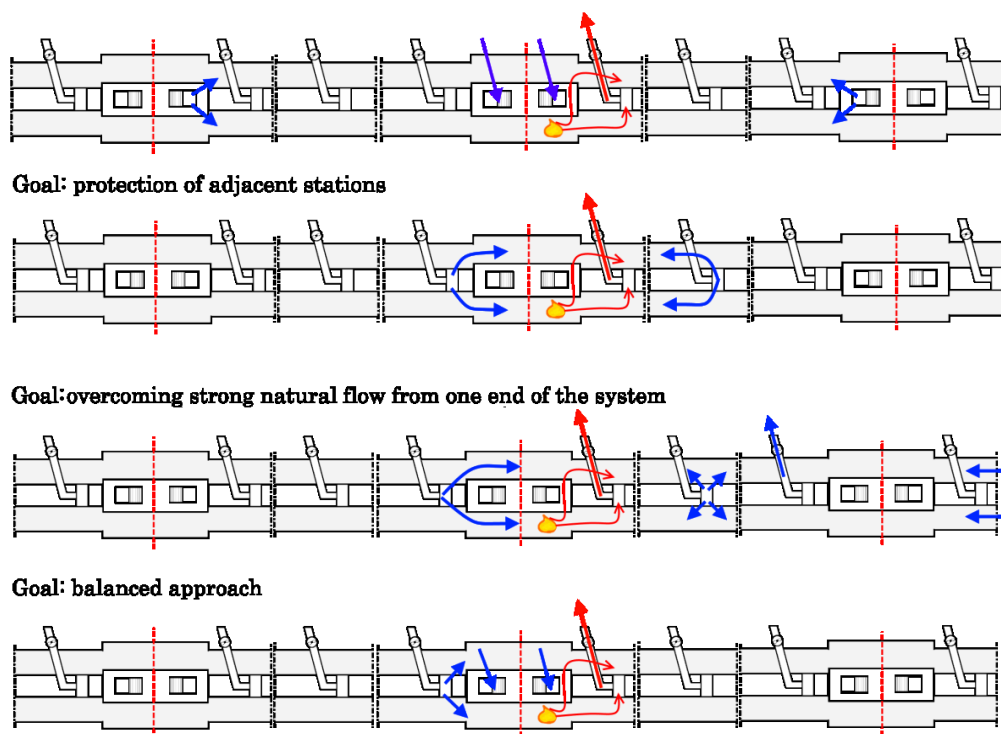 Goal: protection of adjacent stations
Goal:overcoming strong natural flow from one end of the system
Goal: balanced approach